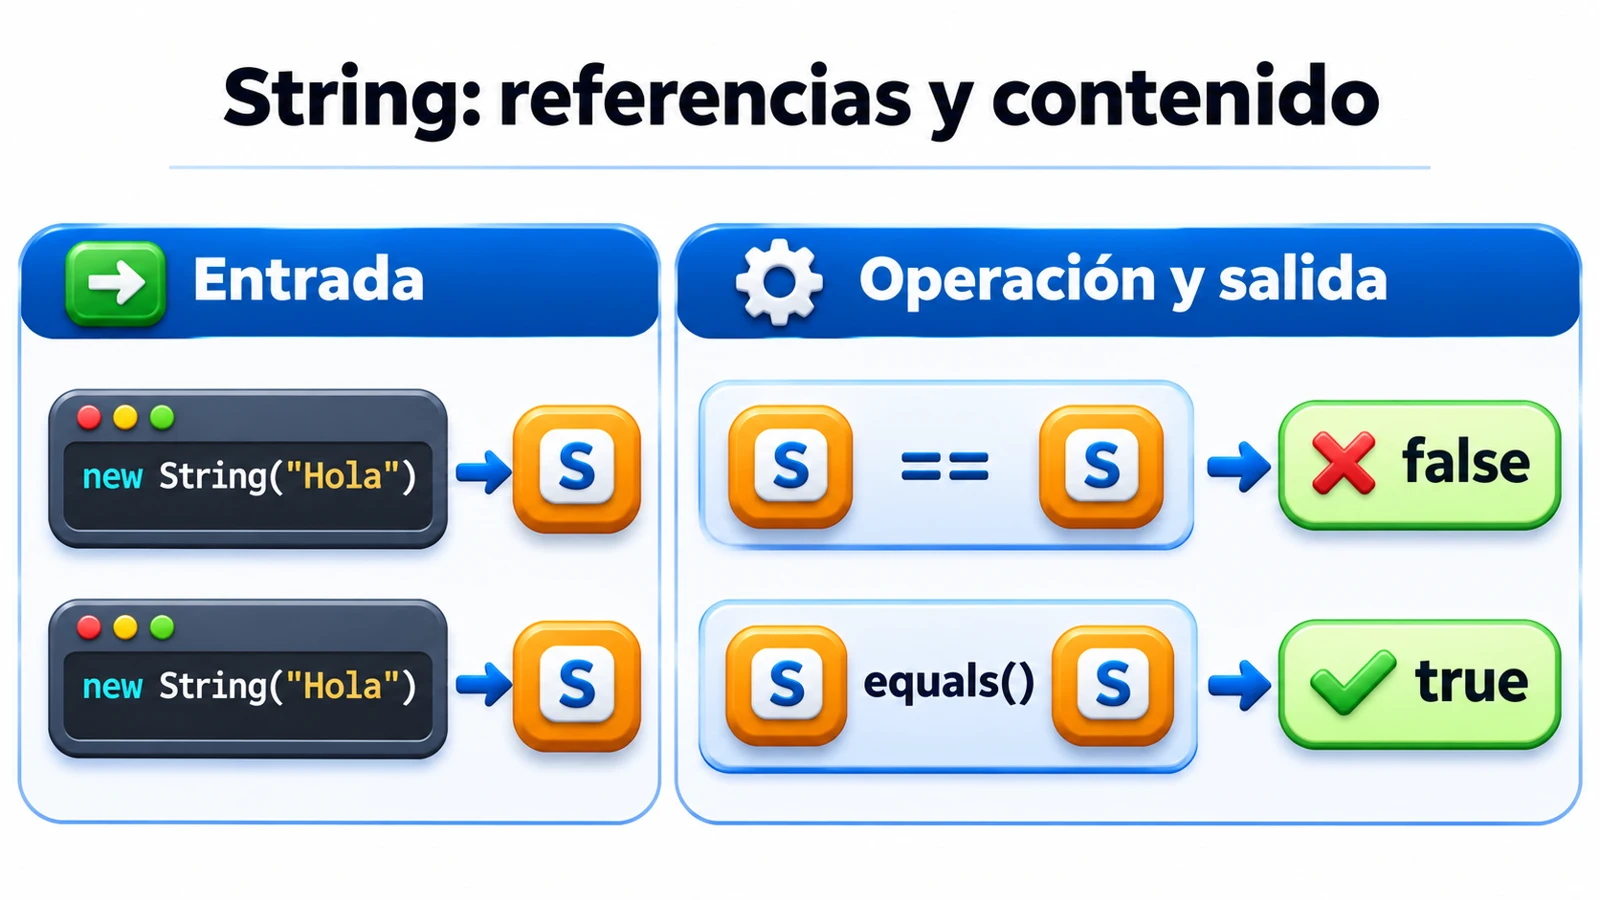 String: referencias y contenido
Entrada
new String("Hola")
S
new String("Hola")
S
Operación y salida
S == S
false
S equals() S
true